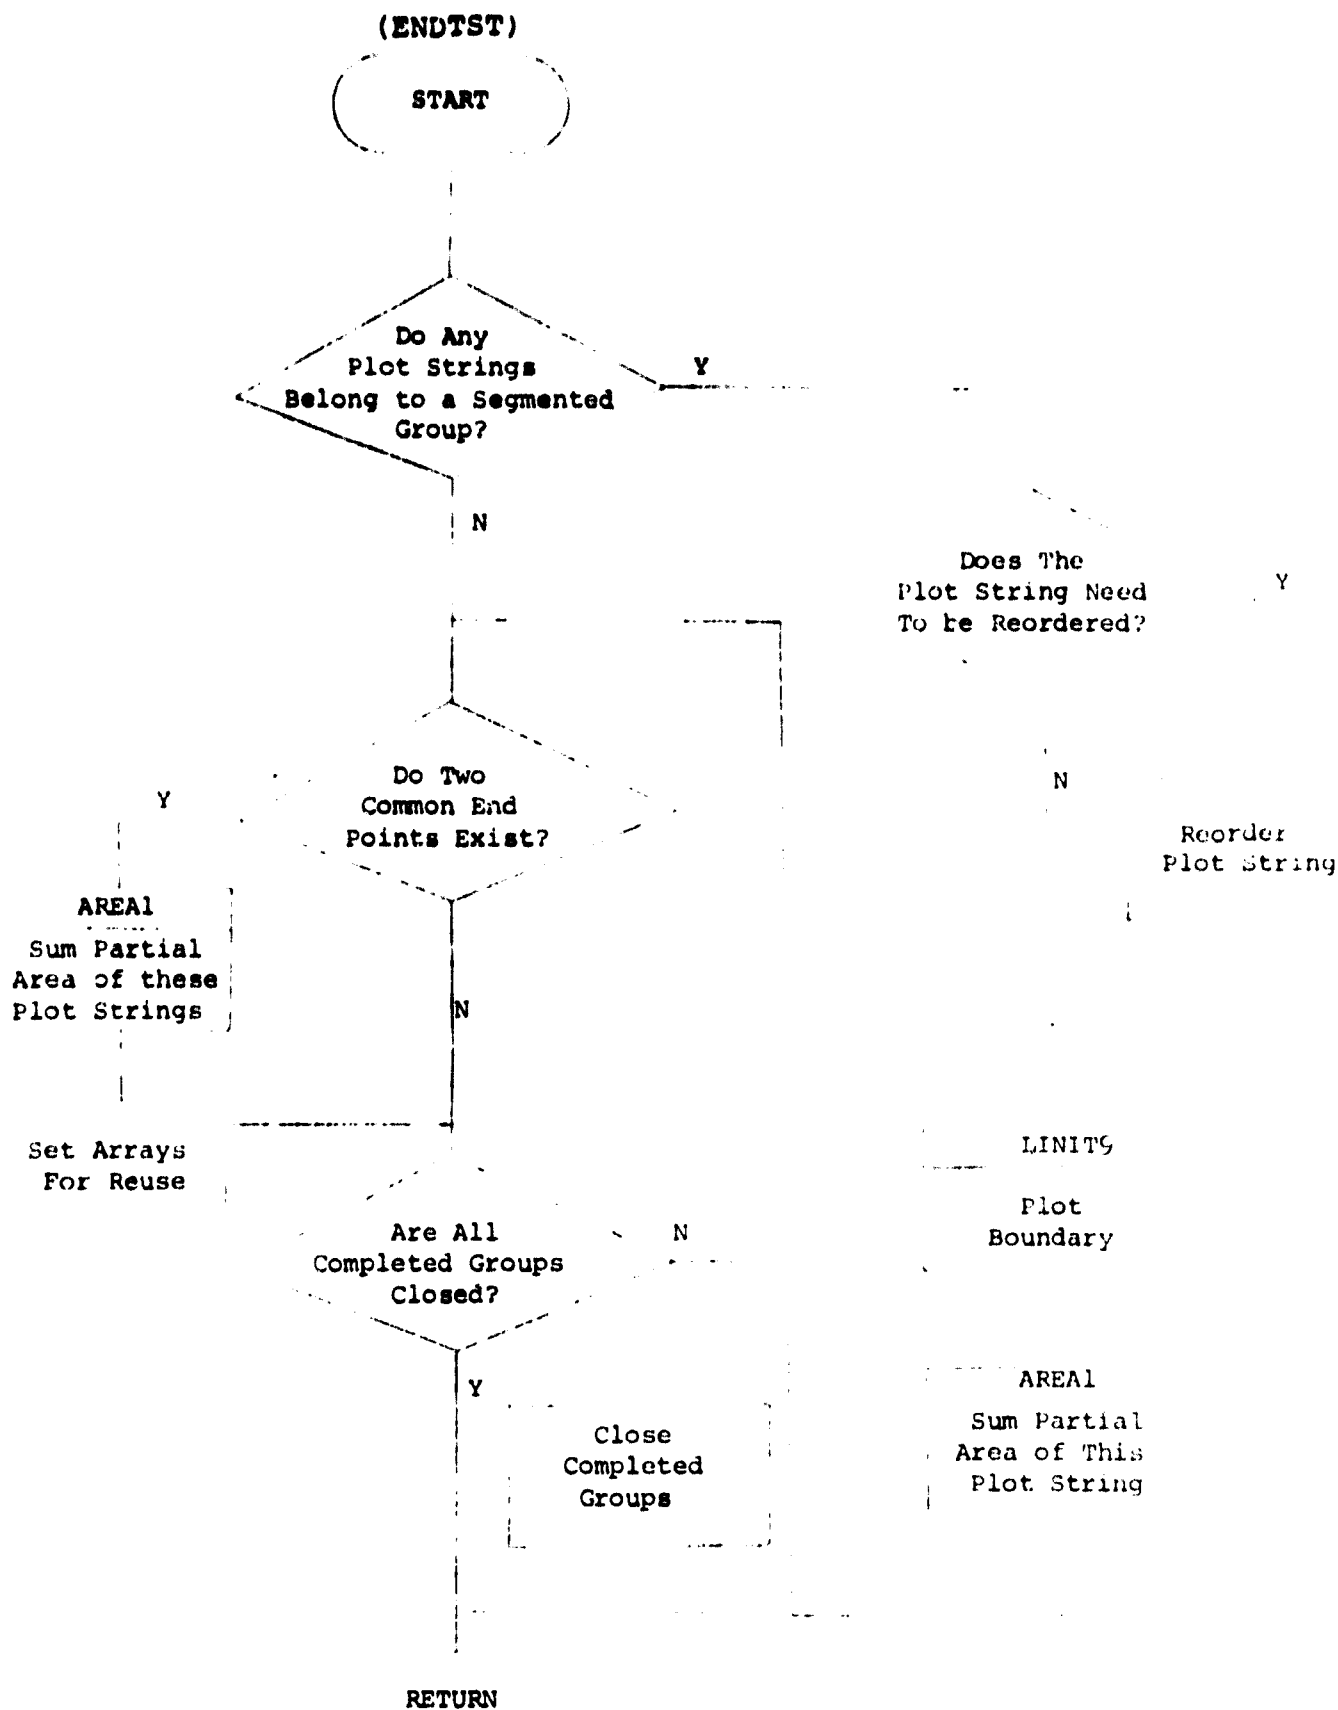 (ENDTST)
START
Do Any
Plot Strings
Belong to a Segmented
Group?
Y
N
Does The
Plot String Need
To be Reordered?
Y
N
Reorder
Plot String
Do Two
Common End
Points Exist?
Y
N
AREA1
Sum Partial
Area of these
Plot Strings
Set Arrays
For Reuse
Are All
Completed Groups
Closed?
N
Y
LINIT9
Plot
Boundary
Close
Completed
Groups
AREA1
Sum Partial
Area of This
Plot String
RETURN